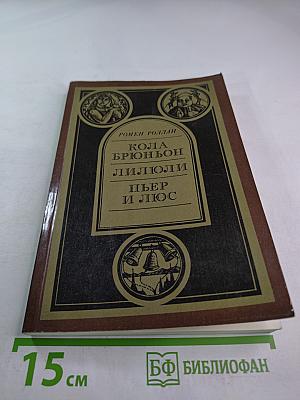 РОМЕН РОЛЛАН
КОЛА
БРЮНЬОН
ЛИЛЮЛИ
ПЬЕР
И ЛЮС
15 см
БФ БИБЛИОФАН